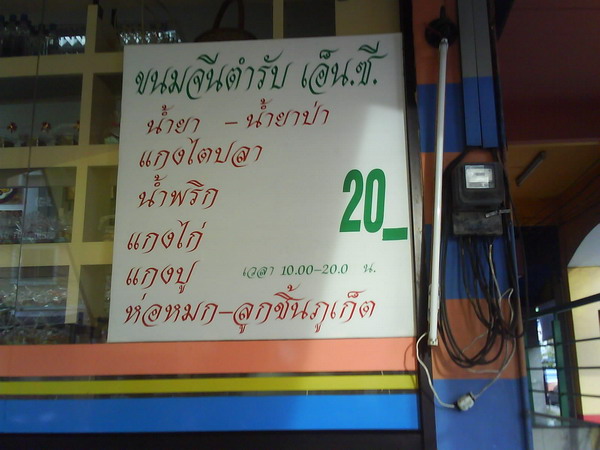 ขนมจีนตำรับ เอ็น.ซี.
น้ำยา - น้ำยาป่า
แกงไตปลา
น้ำพริก
20_
แกงไก่
แกงปู
เวลา 10.00-20.0 น.
ห่อหมก-ลูกชิ้นภูเก็ต